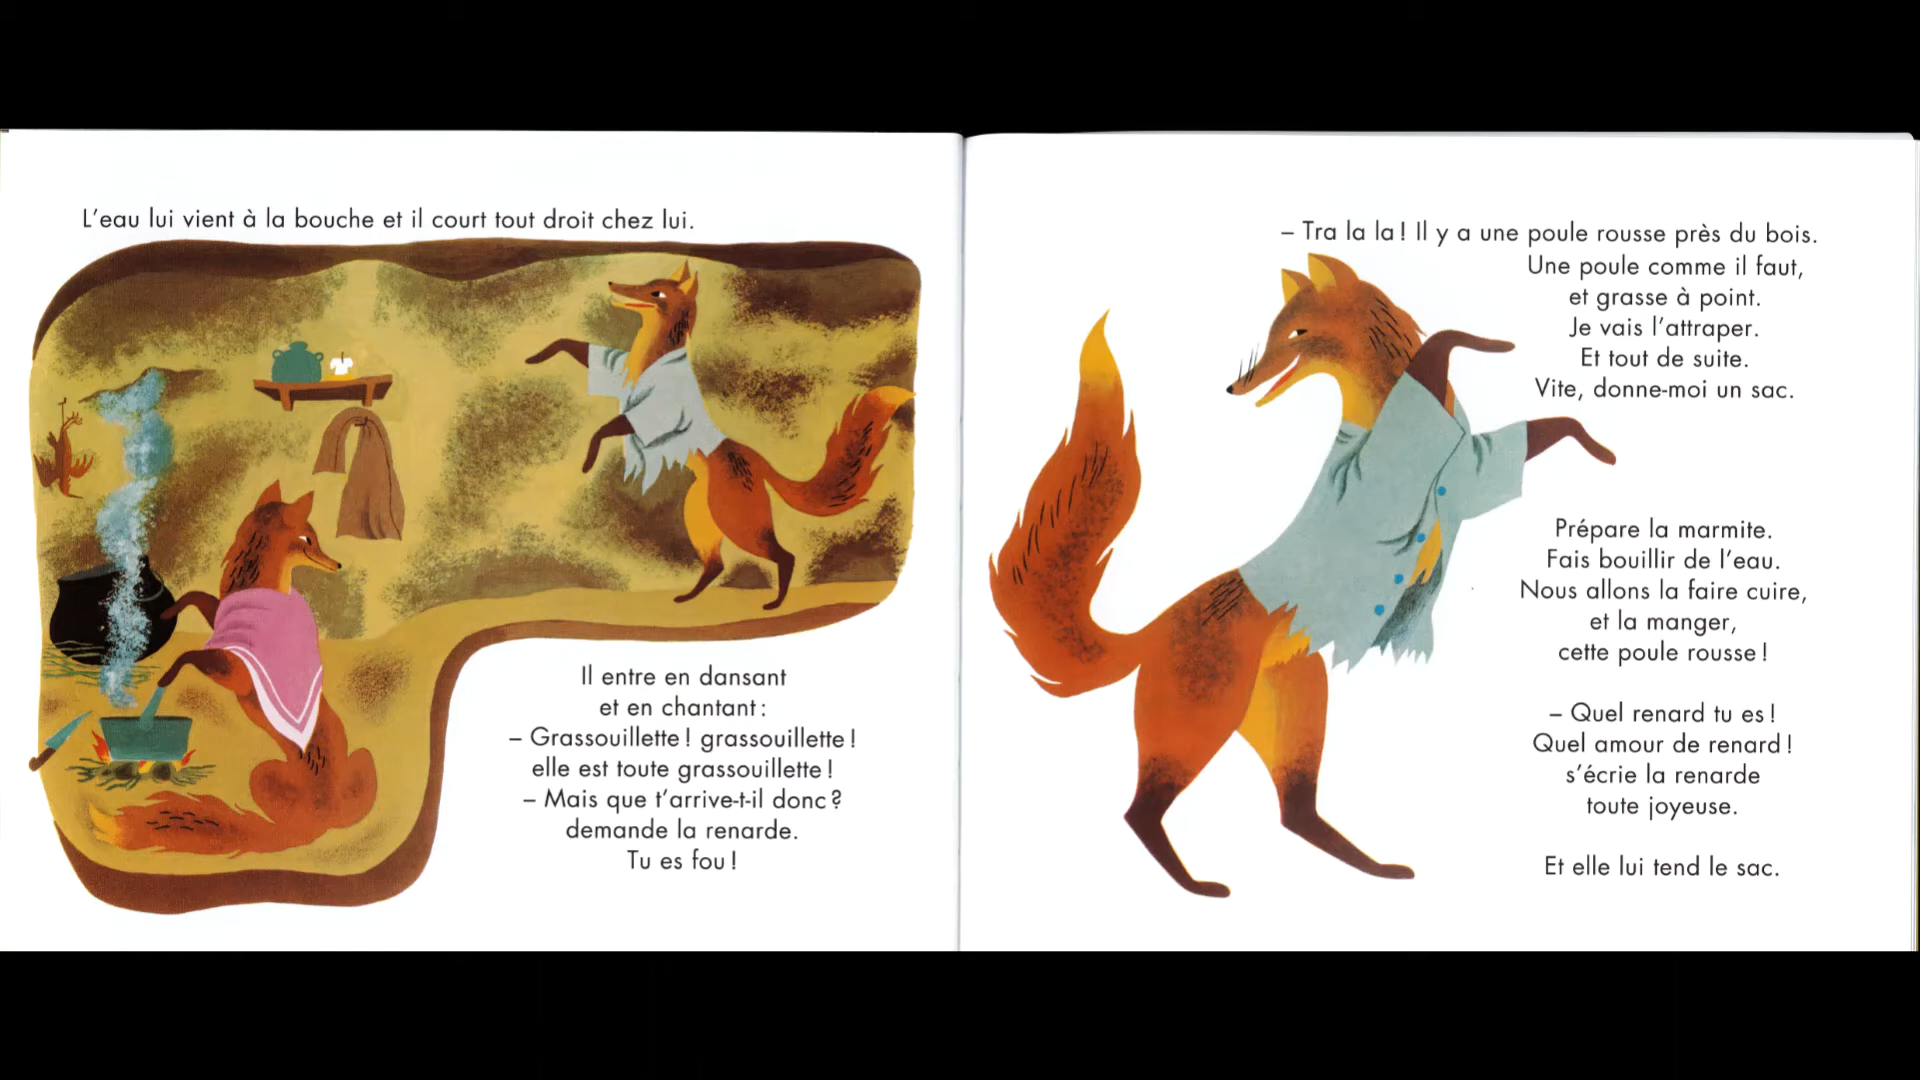 L'eau lui vient à la bouche et il court tout droit chez lui.
Il entre en dansant
et en chantant :
– Grassouillette ! grassouillette !
elle est toute grassouillette !
– Mais que t'arrive-t-il donc ?
demande la renarde.
Tu es fou !
– Tra la la ! Il y a une poule rousse près du bois.
Une poule comme il faut,
et grasse à point.
Je vais l'attraper.
Et tout de suite.
Vite, donne-moi un sac.
Prépare la marmite.
Fais bouillir de l'eau.
Nous allons la faire cuire,
et la manger,
cette poule rousse !
– Quel renard tu es !
Quel amour de renard !
s'écrie la renarde
toute joyeuse.
Et elle lui tend le sac.